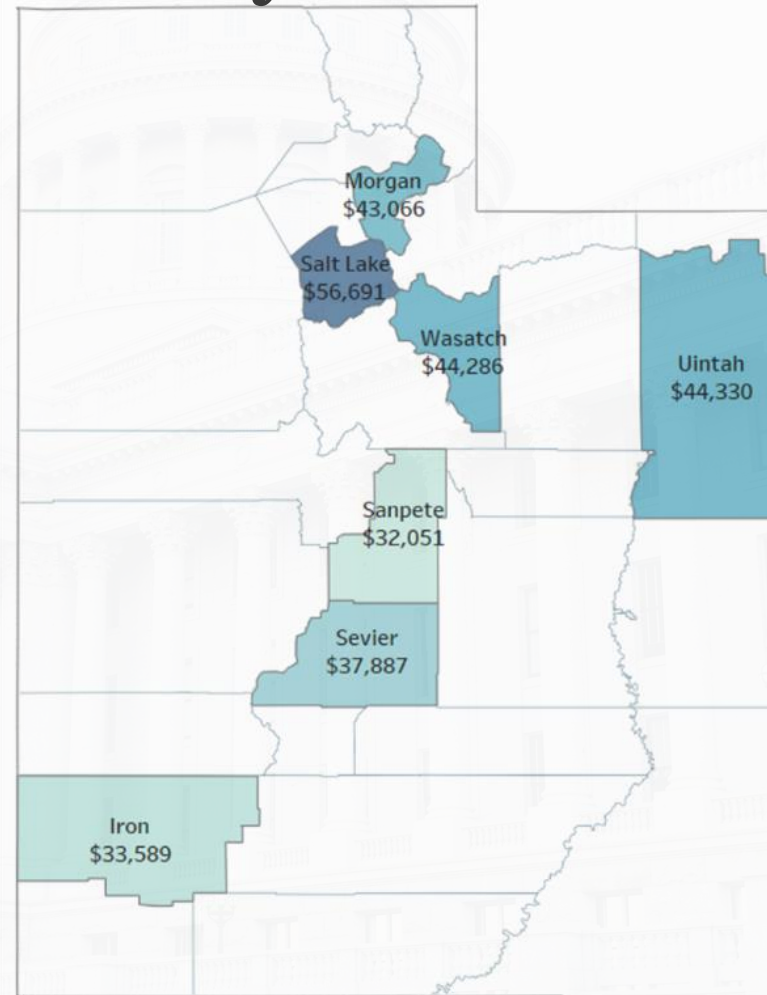 Morgan
$43,066
Salt Lake
$56,691
Wasatch
$44,286
Uintah
$44,330
Sanpete
$32,051
Sevier
$37,887
Iron
$33,589